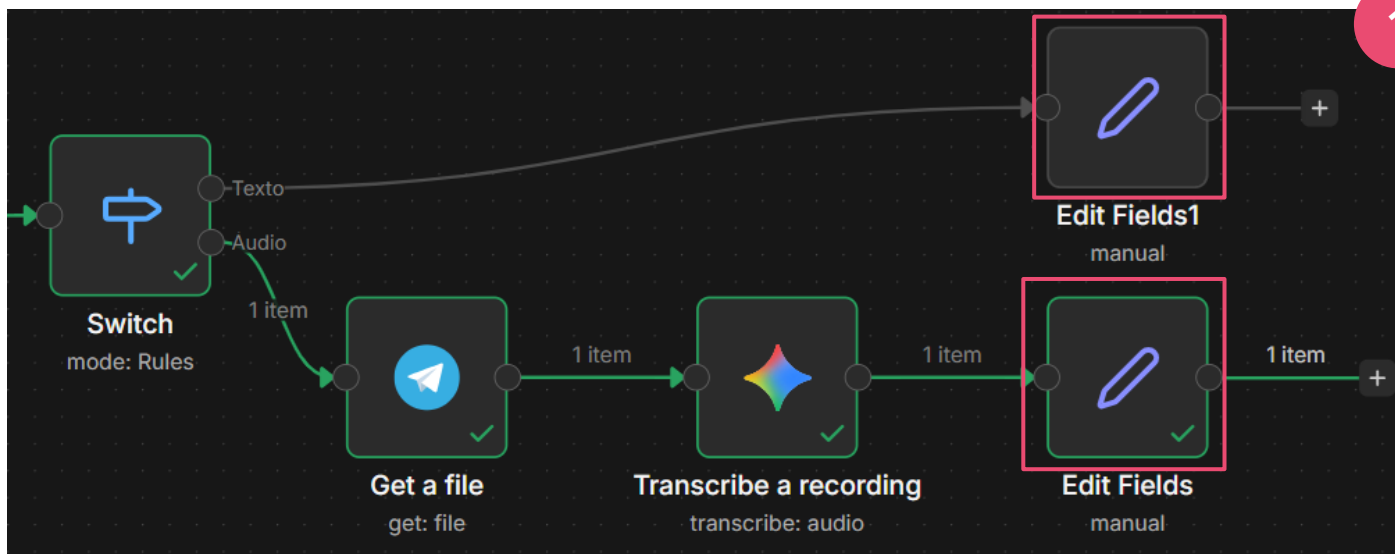 Texto
Edit Fields1
manual
Audio
1 item
Switch
mode: Rules
1 item
1 item
1 item
Get a file
get: file
Transcribe a recording
transcribe: audio
Edit Fields
manual